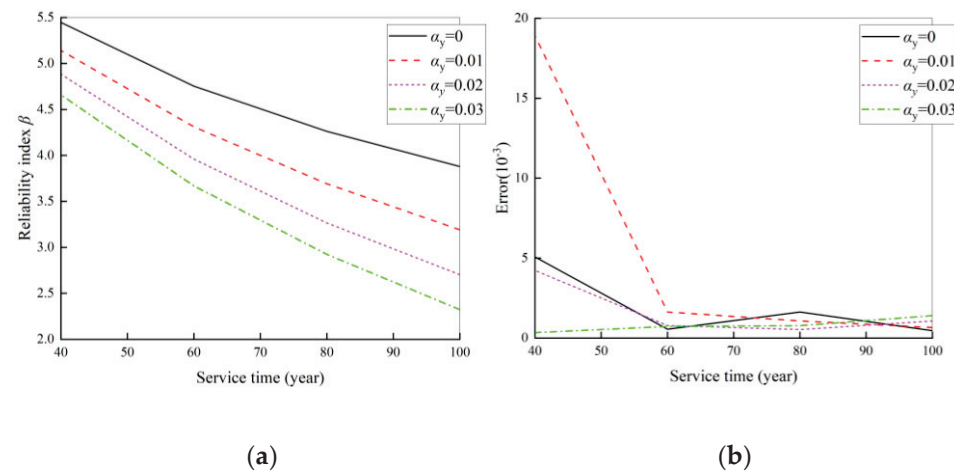 5.5
5.0
4.5
4.0
3.5
3.0
2.5
2.0
Reliability index β
40 50 60 70 80 90 100
Service time (year)
αy=0
αy=0.01
αy=0.02
αy=0.03
(a)
20
15
10
5
0
Error(10⁻³)
40 50 60 70 80 90 100
Service time (year)
αy=0
αy=0.01
αy=0.02
αy=0.03
(b)